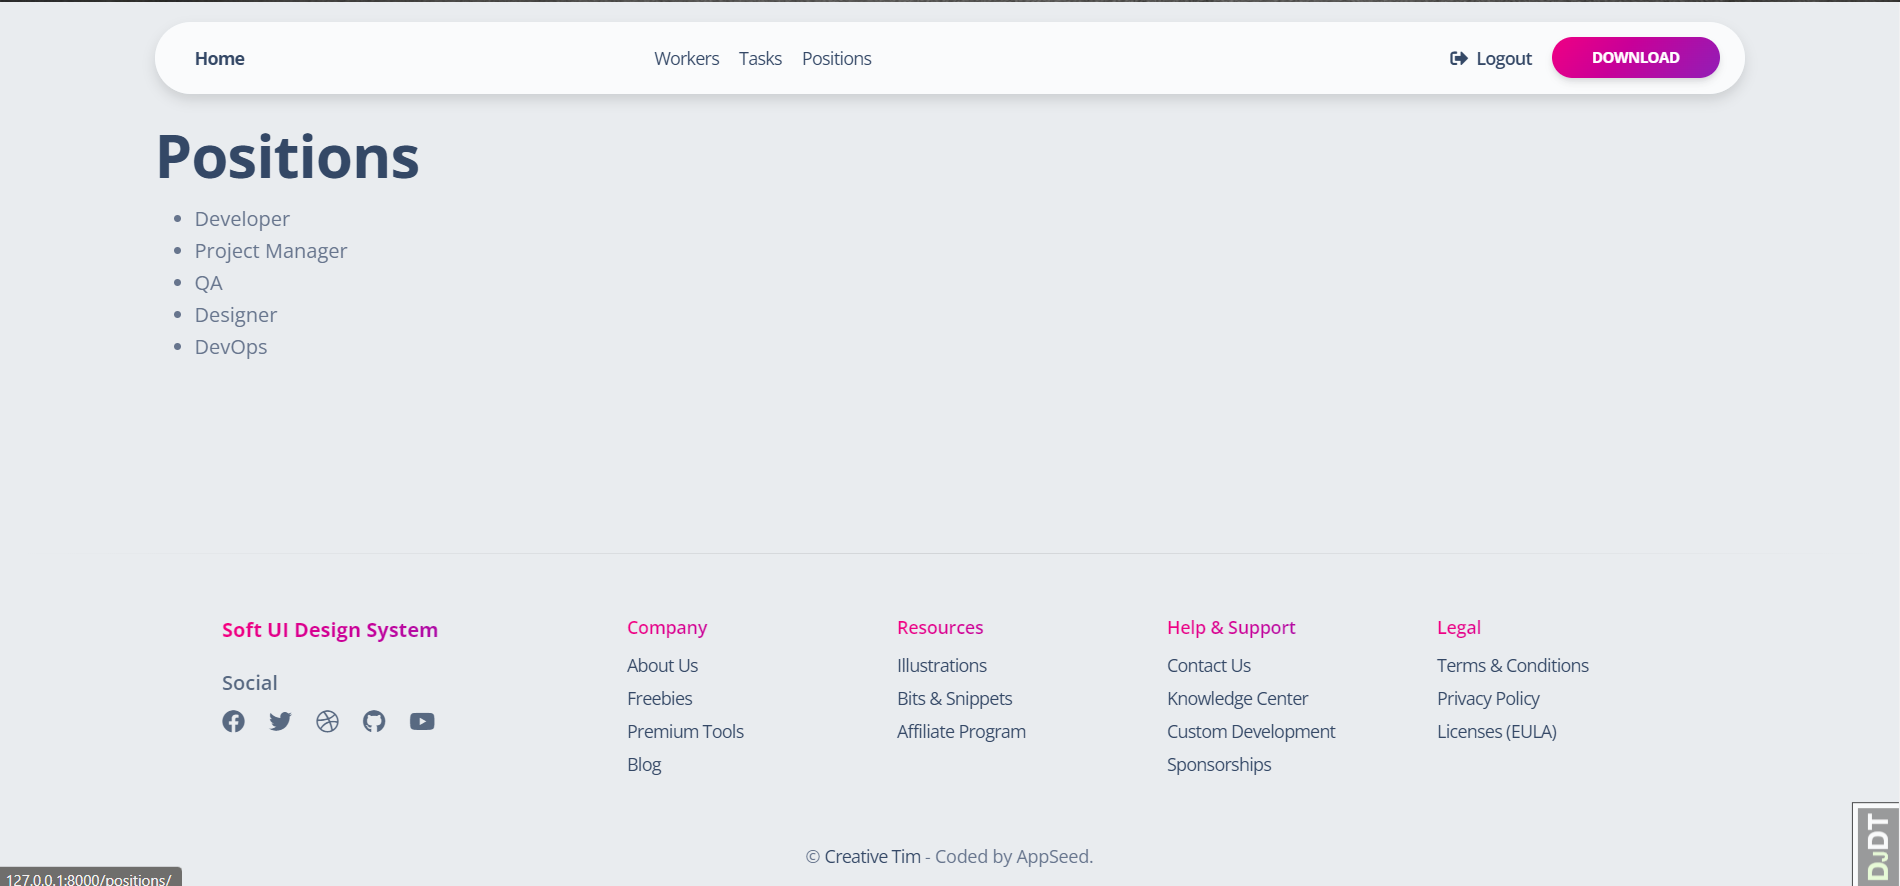 Home Workers Tasks Positions Logout DOWNLOAD
Positions
Developer
Project Manager
QA
Designer
DevOps
Soft UI Design System
Social
Company
About Us
Freebies
Premium Tools
Blog
Resources
Illustrations
Bits & Snippets
Affiliate Program
Help & Support
Contact Us
Knowledge Center
Custom Development
Sponsorships
Legal
Terms & Conditions
Privacy Policy
Licenses (EULA)
© Creative Tim - Coded by AppSeed.
127.0.0.1:8000/positions/
DJDT